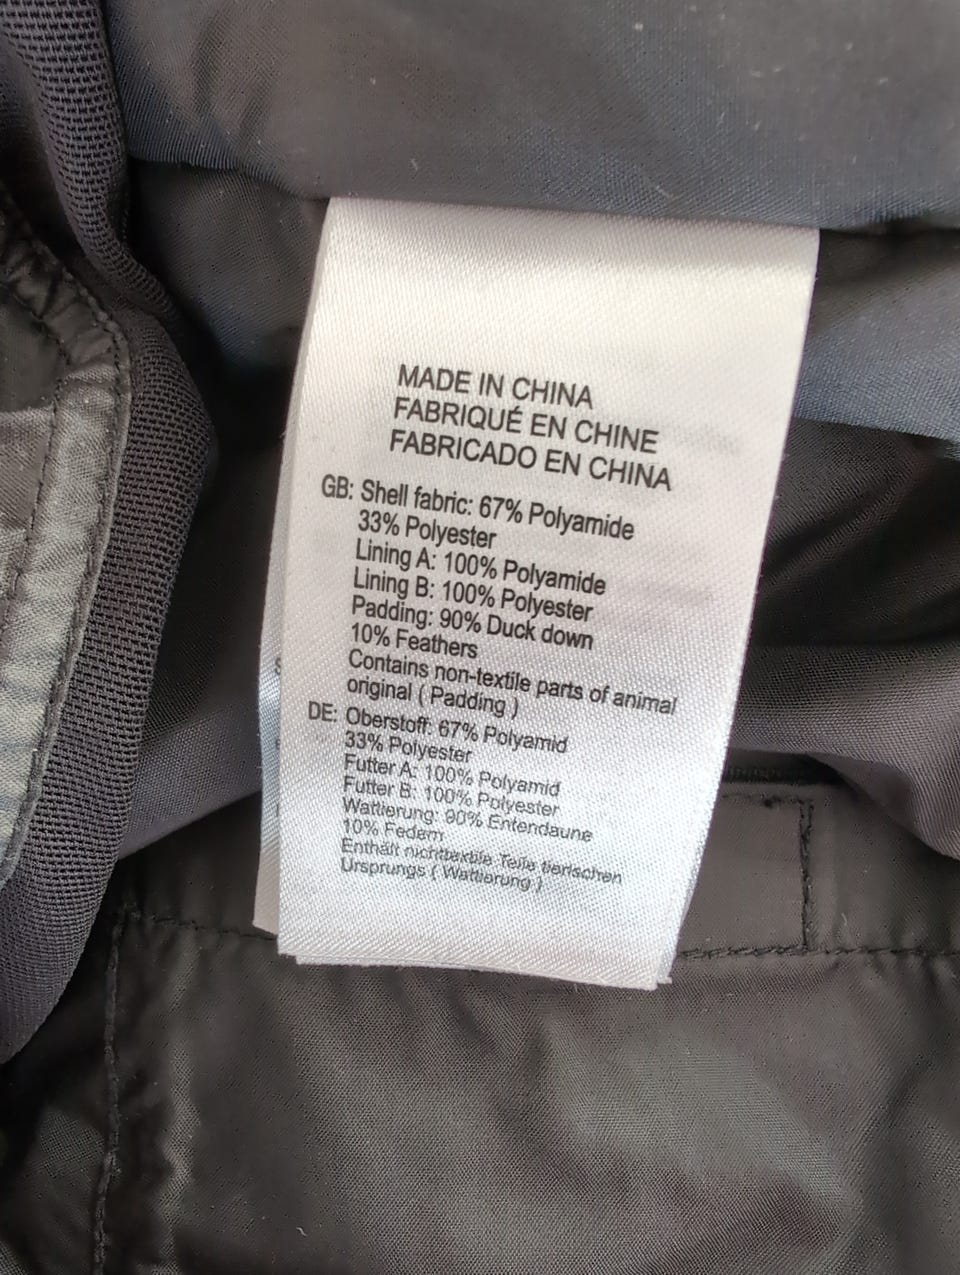 MADE IN CHINA
FABRIQUÉ EN CHINE
FABRICADO EN CHINA
GB: Shell fabric: 67% Polyamide
33% Polyester
Lining A: 100% Polyamide
Lining B: 100% Polyester
Padding: 90% Duck down
10% Feathers
Contains non-textile parts of animal
original ( Padding )
DE: Oberstoff: 67% Polyamid
33% Polyester
Futter A: 100% Polyamid
Futter B: 100% Polyester
Wattierung: 90% Entendaune
10% Federn
Enthält nichttextile Teile tierischen
Ursprungs ( Wattierung )